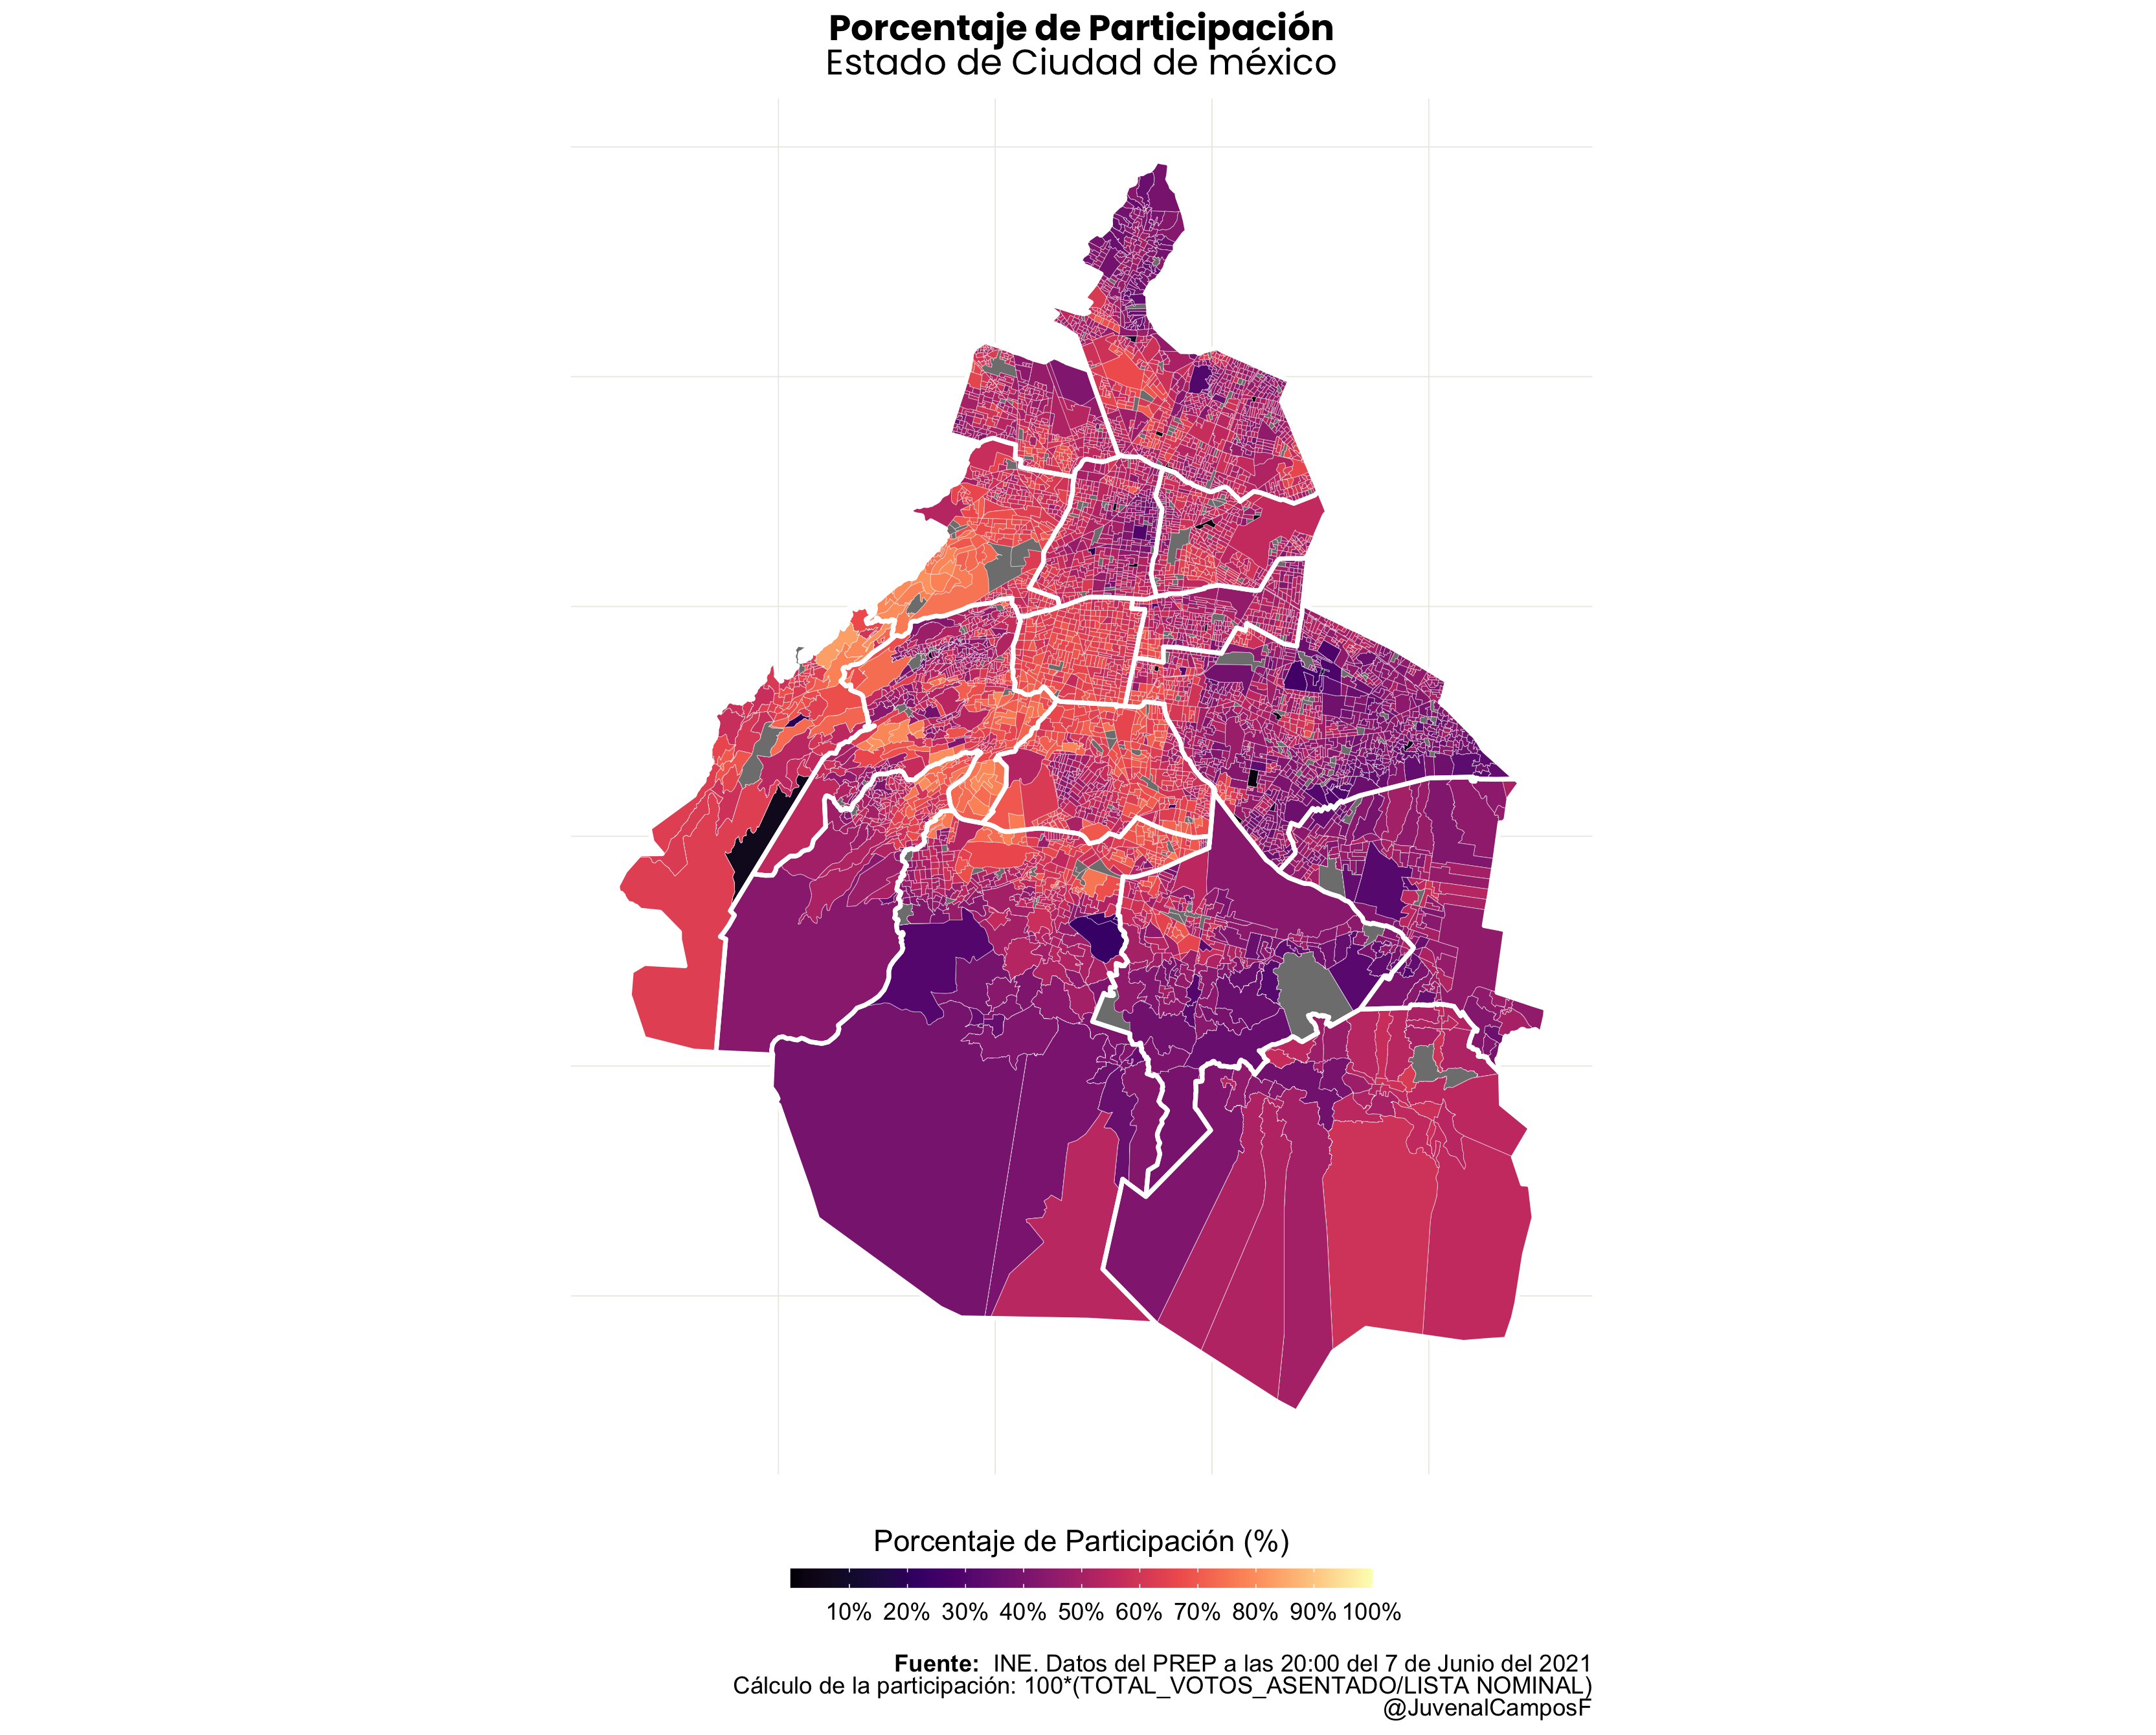 Porcentaje de Participación
Estado de Ciudad de méxico
Porcentaje de Participación (%)
10% 20% 30% 40% 50% 60% 70% 80% 90% 100%
Fuente: INE. Datos del PREP a las 20:00 del 7 de Junio del 2021
Cálculo de la participación: 100*(TOTAL_VOTOS_ASENTADO/LISTA NOMINAL)
@JuvenalCamposF